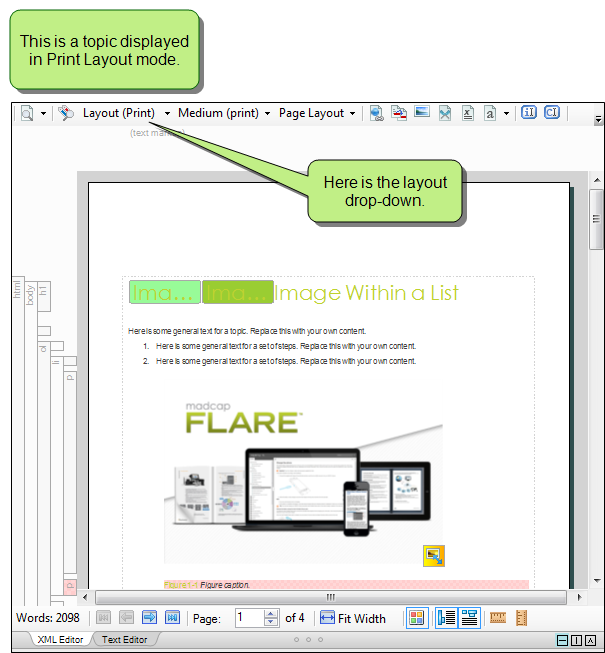 This is a topic displayed
in Print Layout mode.
Layout (Print) Medium (print) Page Layout
Here is the layout
drop-down.
html
body
h1
ol
li
p
Ima... Ima... Image Within a List
Here is some general text for a topic. Replace this with your own content.
1. Here is some general text for a set of steps. Replace this with your own content.
2. Here is some general text for a set of steps. Replace this with your own content.
madcap
FLARE
p
Figure 1-1 Figure caption.
Words: 2098 Page: 1 of 4 Fit Width
XML Editor Text Editor